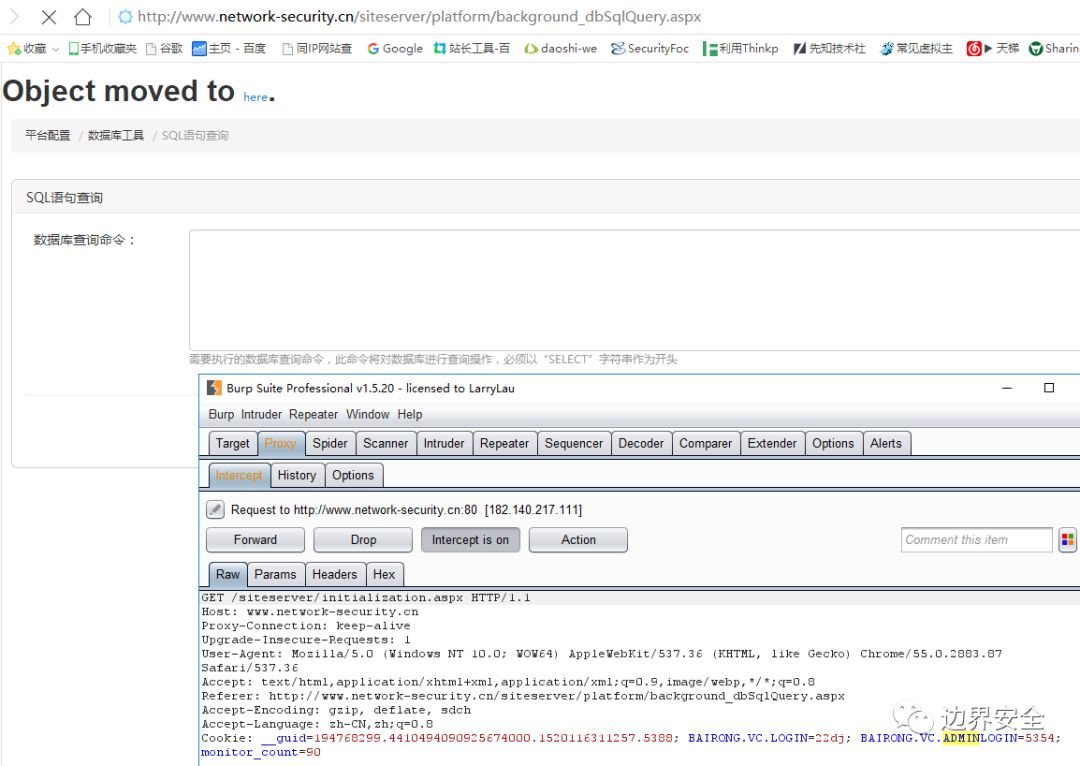 http://www.network-security.cn/siteserver/platform/background_dbSqlQuery.aspx
收藏 手机收藏夹 谷歌 主页 - 百度 同IP网站查 Google 站长工具-百 daoshi-we SecurityFoc 利用Thinkp 先知技术社 常见虚拟主 天梯 Sharin
Object moved to here.
平台配置 / 数据库工具 / SQL语句查询
SQL语句查询
数据库查询命令：
需要执行的数据库查询命令，此命令将对数据库进行查询操作，必须以“SELECT”字符串作为开头
Burp Suite Professional v1.5.20 - licensed to LarryLau
Burp Intruder Repeater Window Help
Target Proxy Spider Scanner Intruder Repeater Sequencer Decoder Comparer Extender Options Alerts
Intercept History Options
Request to http://www.network-security.cn:80 [182.140.217.111]
Forward Drop Intercept is on Action Comment this item
Raw Params Headers Hex
GET /siteserver/initialization.aspx HTTP/1.1
Host: www.network-security.cn
Proxy-Connection: keep-alive
Upgrade-Insecure-Requests: 1
User-Agent: Mozilla/5.0 (Windows NT 10.0; WOW64) AppleWebKit/537.36 (KHTML, like Gecko) Chrome/55.0.2883.87
Safari/537.36
Accept: text/html,application/xhtml+xml,application/xml;q=0.9,image/webp,*/*;q=0.8
Referer: http://www.network-security.cn/siteserver/platform/background_dbSqlQuery.aspx
Accept-Encoding: gzip, deflate, sdch
Accept-Language: zh-CN,zh;q=0.8
Cookie: __guid=194768299.4410494090925674000.1520116311257.5388; BAIRONG.VC.LOGIN=22dj; BAIRONG.VC.ADMINLOGIN=5354;
monitor_count=90
边界安全